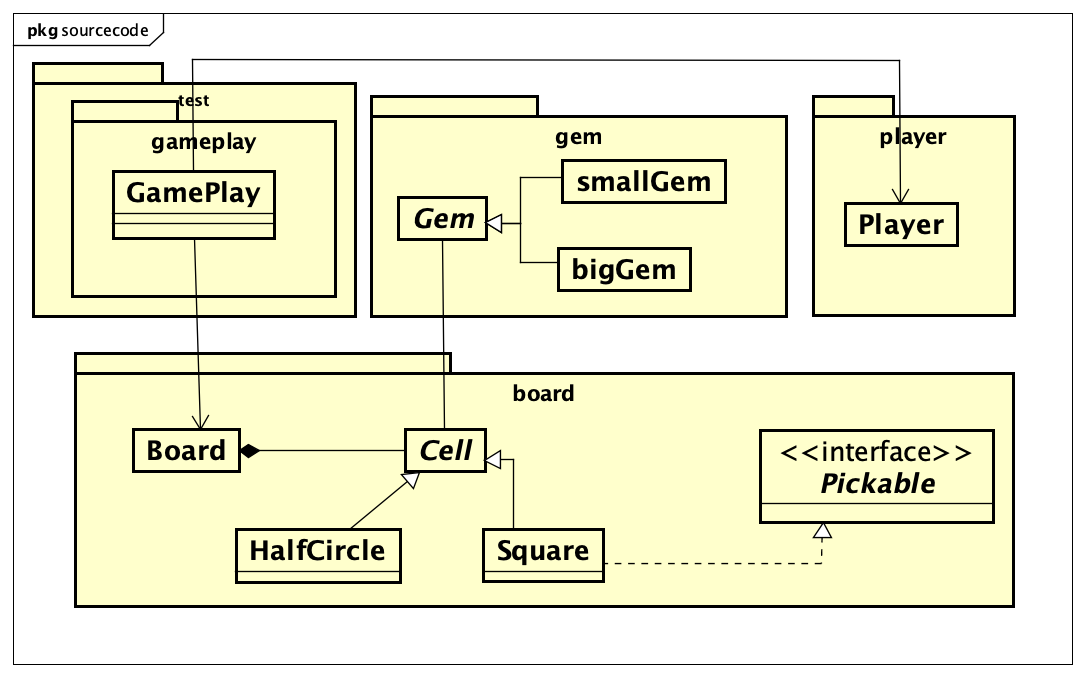 pkg sourcecode
test
gameplay
GamePlay
gem
Gem
smallGem
bigGem
player
Player
board
Board
Cell
<<interface>>
Pickable
HalfCircle
Square